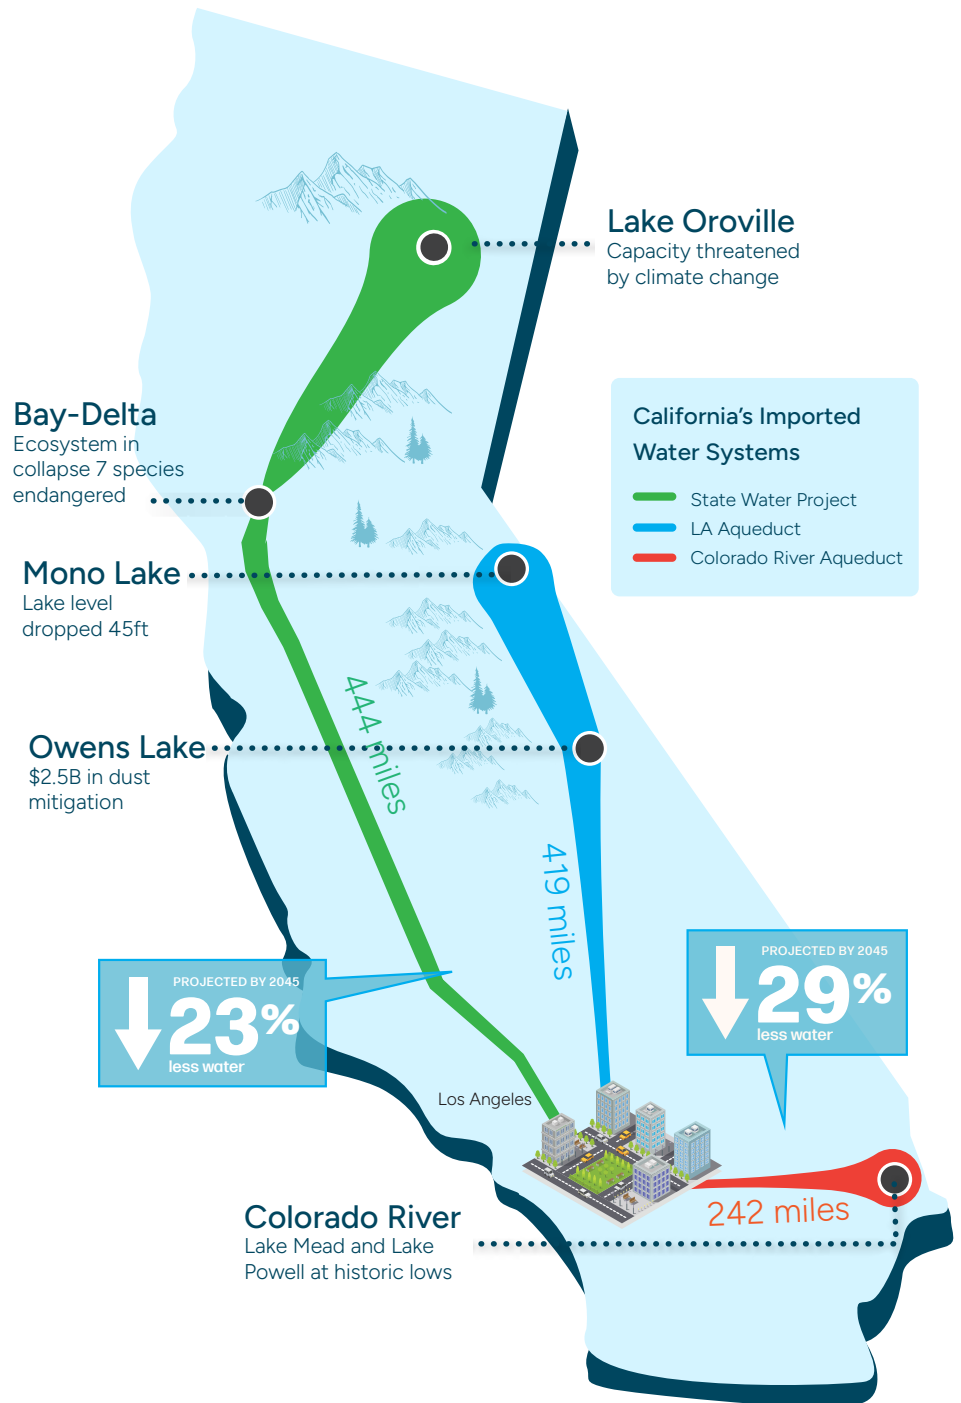 Lake Oroville
Capacity threatened
by climate change
California’s Imported
Water Systems
State Water Project
LA Aqueduct
Colorado River Aqueduct
Bay-Delta
Ecosystem in
collapse 7 species
endangered
Mono Lake
Lake level
dropped 45ft
444 miles
Owens Lake
$2.5B in dust
mitigation
419 miles
PROJECTED BY 2045
23%
less water
PROJECTED BY 2045
29%
less water
Los Angeles
242 miles
Colorado River
Lake Mead and Lake
Powell at historic lows